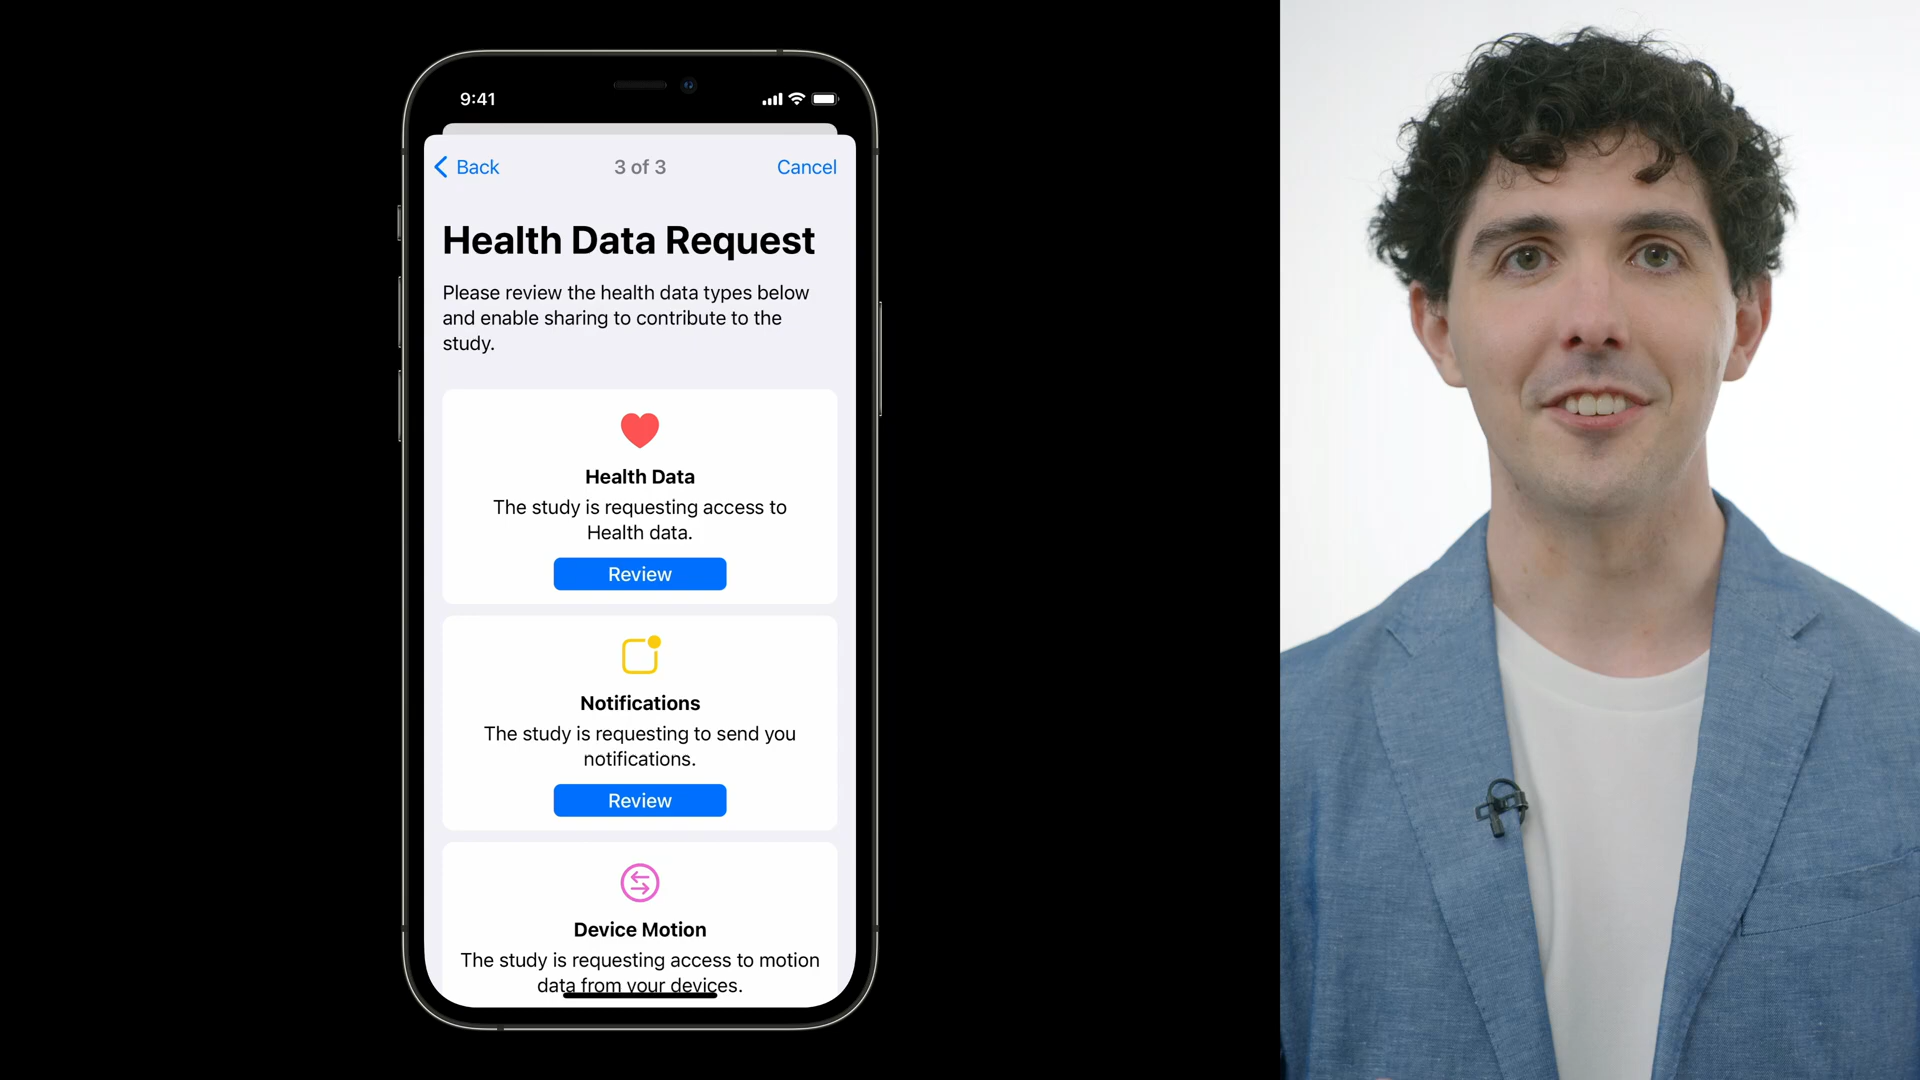 9:41
Back
3 of 3
Cancel
Health Data Request
Please review the health data types below
and enable sharing to contribute to the
study.
Health Data
The study is requesting access to
Health data.
Review
Notifications
The study is requesting to send you
notifications.
Review
Device Motion
The study is requesting access to motion
data from your devices.